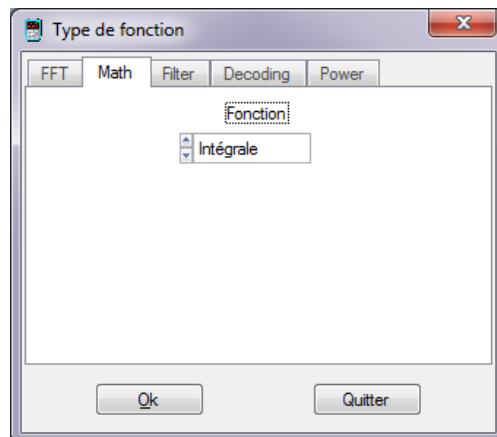 Type de fonction
FFT Math Filter Decoding Power
Fonction
Intégrale
Ok Quitter